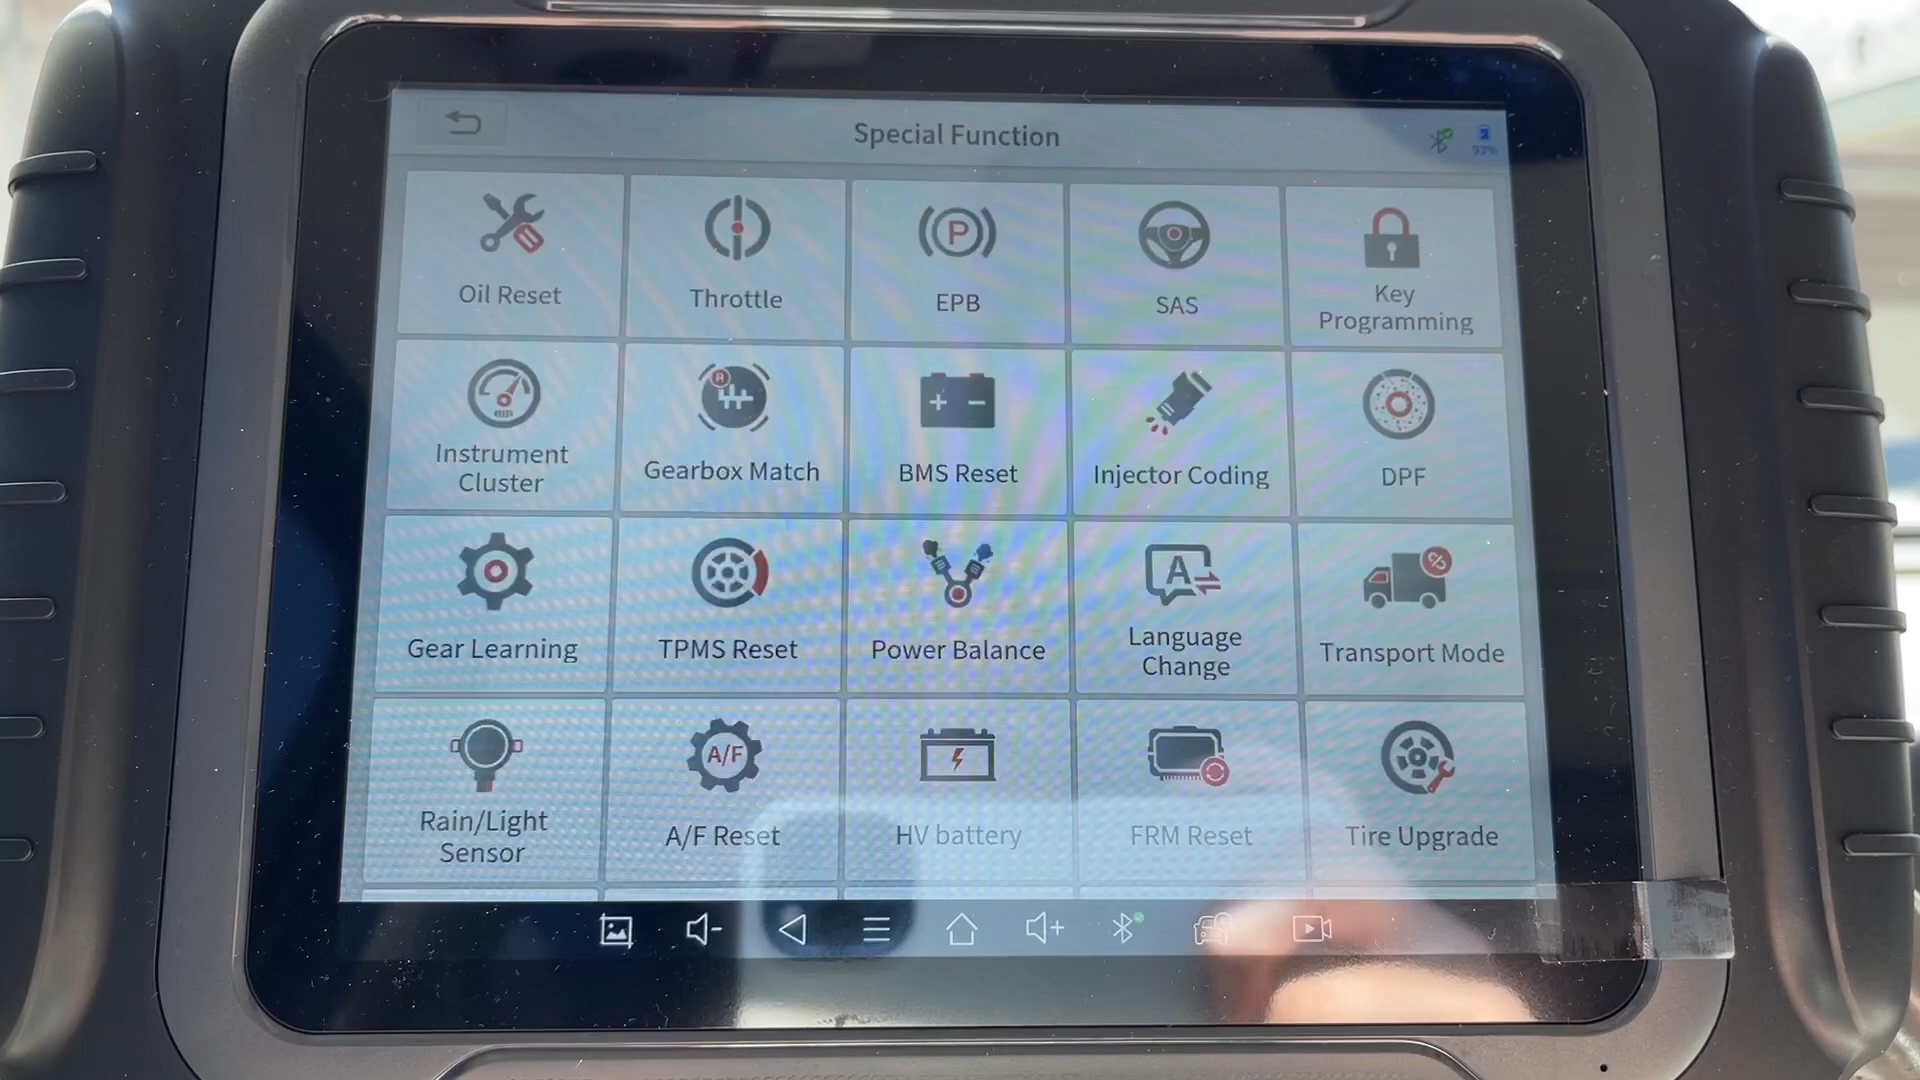 Special Function
93%
Oil Reset
Throttle
P
EPB
SAS
Key
Programming
Instrument
Cluster
R
Gearbox Match
+ -
BMS Reset
Injector Coding
DPF
Gear Learning
TPMS Reset
Power Balance
A
Language
Change
Transport Mode
Rain/Light
Sensor
A/F
A/F Reset
HV battery
FRM Reset
Tire Upgrade